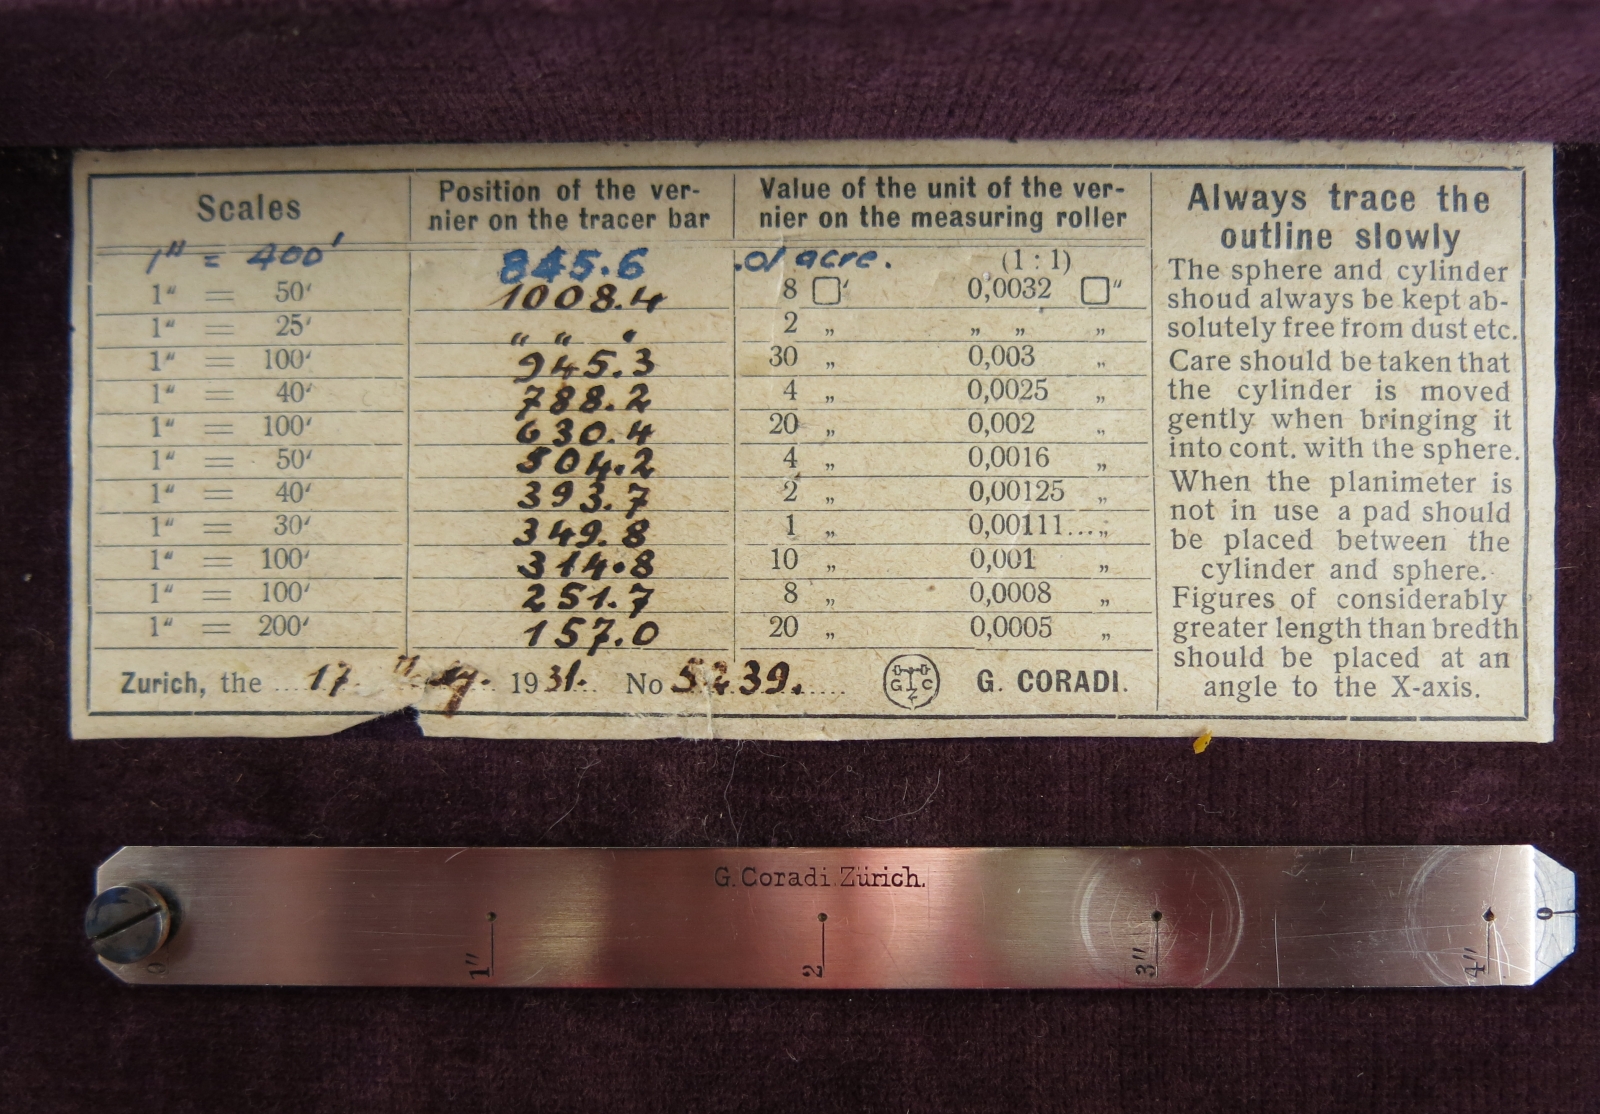 Scales Position of the ver- Value of the unit of the ver-
nier on the tracer bar nier on the measuring roller
1" = 400' 845.6 .01 acre. (1 : 1)
1" = 50' 1008.4 8 □' 0,0032 □"
1" = 25' " " " 2 „ „ „ „
1" = 100' 945.3 30 „ 0,003 „
1" = 40' 788.2 4 „ 0,0025 „
1" = 100' 630.4 20 „ 0,002 „
1" = 50' 504.2 4 „ 0,0016 „
1" = 40' 393.7 2 „ 0,00125 „
1" = 30' 349.8 1 „ 0,00111... „
1" = 100' 314.8 10 „ 0,001 „
1" = 100' 251.7 8 „ 0,0008 „
1" = 200' 157.0 20 „ 0,0005 „
Zurich, the 17. 1931. No 5239. G C Z G. CORADI.
Always trace the
outline slowly
The sphere and cylinder
shoud always be kept ab-
solutely free from dust etc.
Care should be taken that
the cylinder is moved
gently when bringing it
into cont. with the sphere.
When the planimeter is
not in use a pad should
be placed between the
cylinder and sphere.
Figures of considerably
greater length than bredth
should be placed at an
angle to the X-axis.
G. Coradi Zürich.
0 1" 2 3" 4" 0